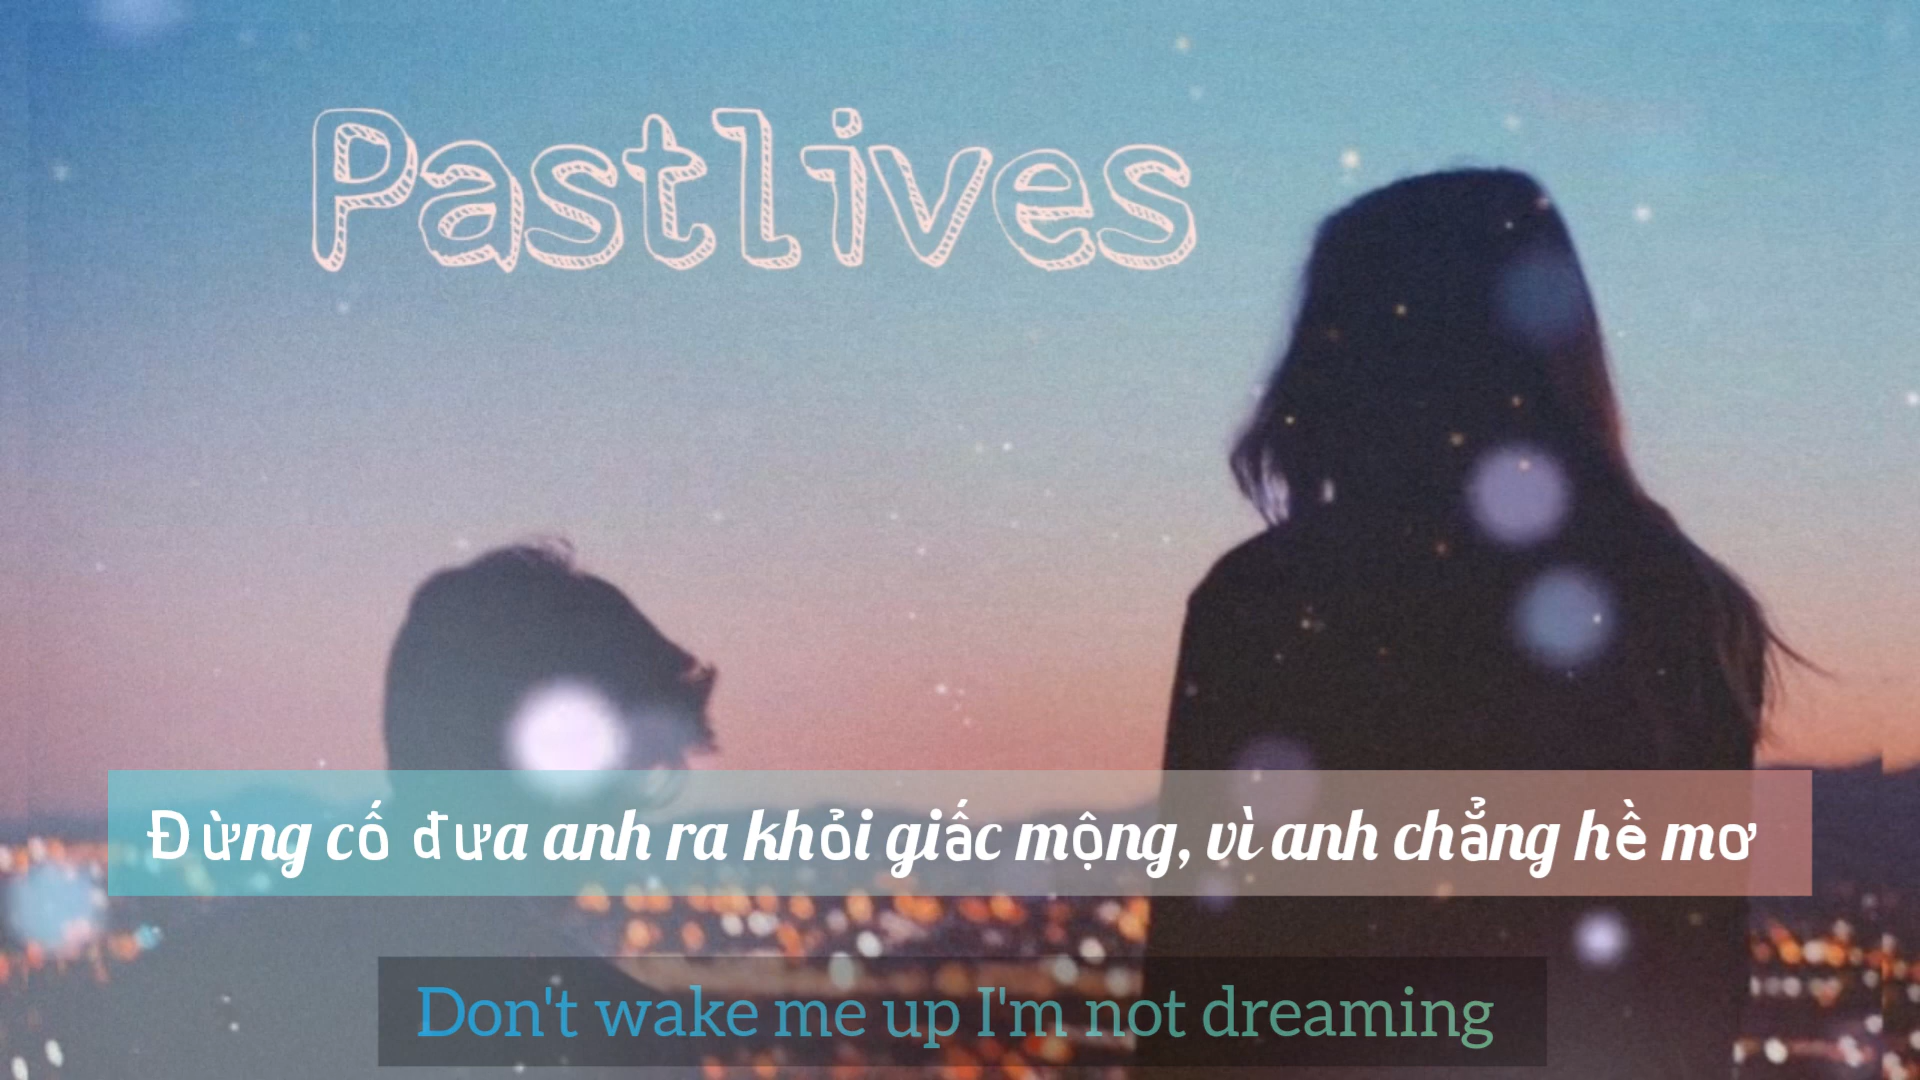 Pastlives
Đừng cố đưa anh ra khỏi giấc mộng, vì anh chẳng hề mơ
Don't wake me up I'm not dreaming